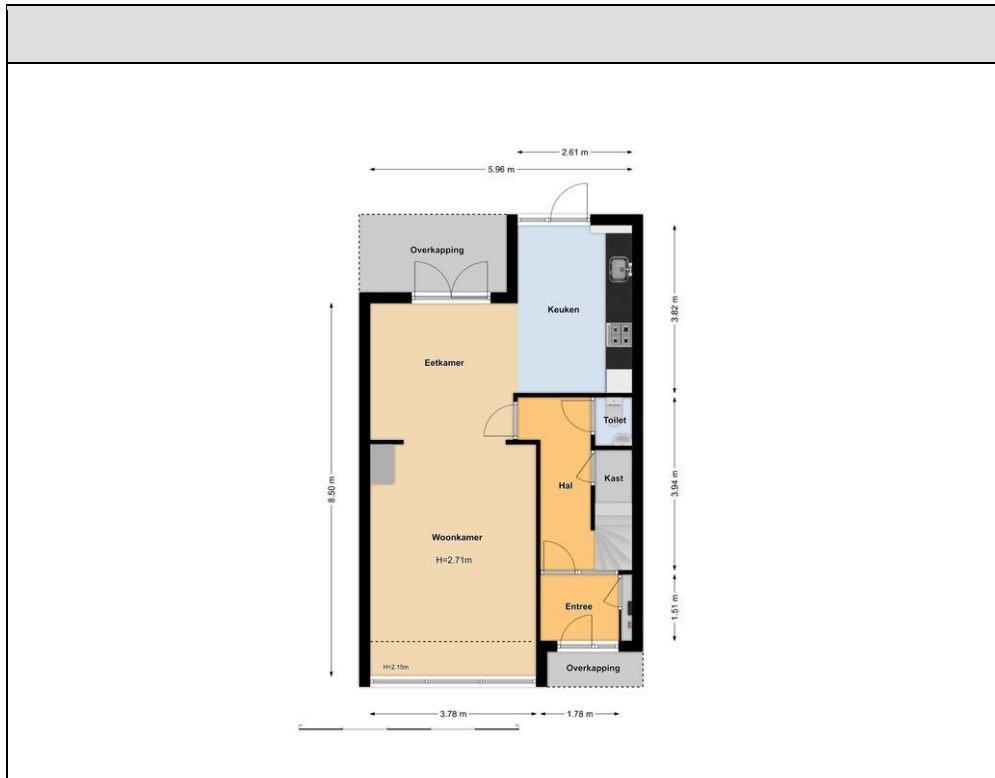 2.61 m
5.96 m
Overkapping
Keuken
3.82 m
Eetkamer
Toilet
Kast
Hal
8.50 m
3.94 m
Woonkamer
H=2.71m
Entree
1.51 m
H=2.15m
Overkapping
3.78 m
1.78 m